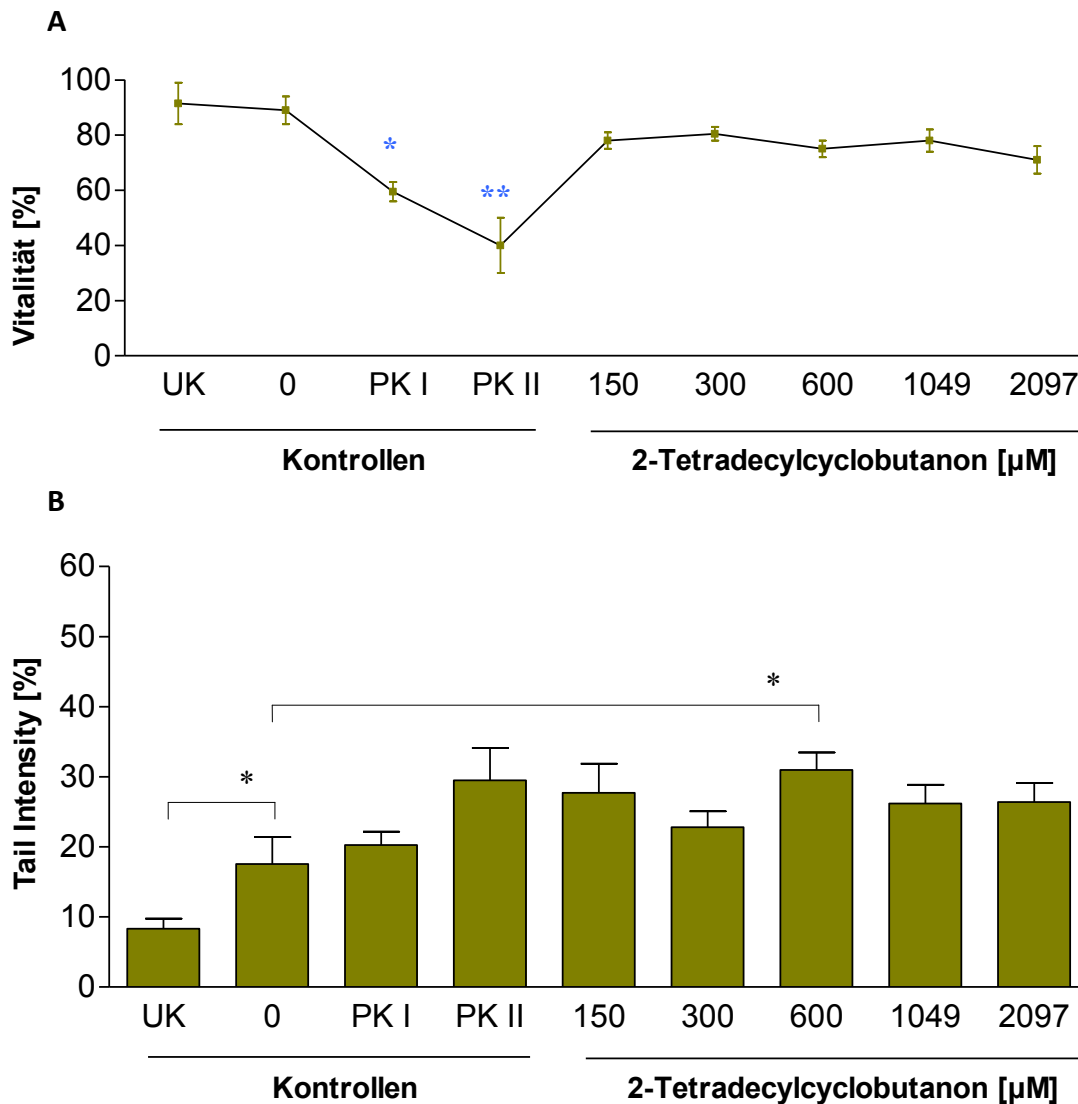 A
100
80
60
40
20
0
Vitalität [%]
*
**
UK 0 PK I PK II 150 300 600 1049 2097
Kontrollen 2-Tetradecylcyclobutanon [µM]
B
60
50
40
30
20
10
0
Tail Intensity [%]
*
*
UK 0 PK I PK II 150 300 600 1049 2097
Kontrollen 2-Tetradecylcyclobutanon [µM]